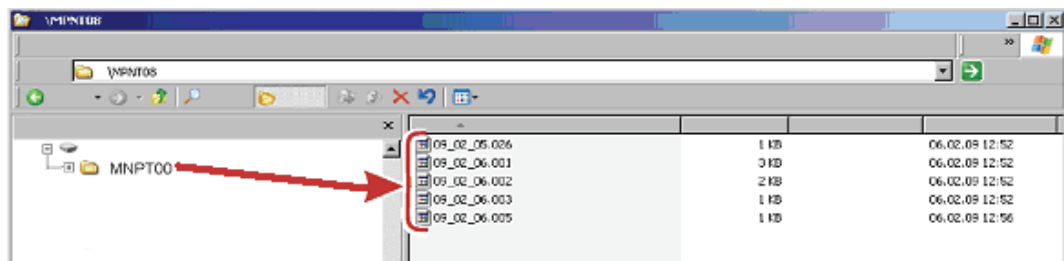 \MPNT08
\MPNT08
MNPT00
09_02_05.026 1 KB 06.02.09 12:52
09_02_06.001 3 KB 06.02.09 12:52
09_02_06.002 2 KB 06.02.09 12:52
09_02_06.003 1 KB 06.02.09 12:52
09_02_06.005 1 KB 06.02.09 12:56